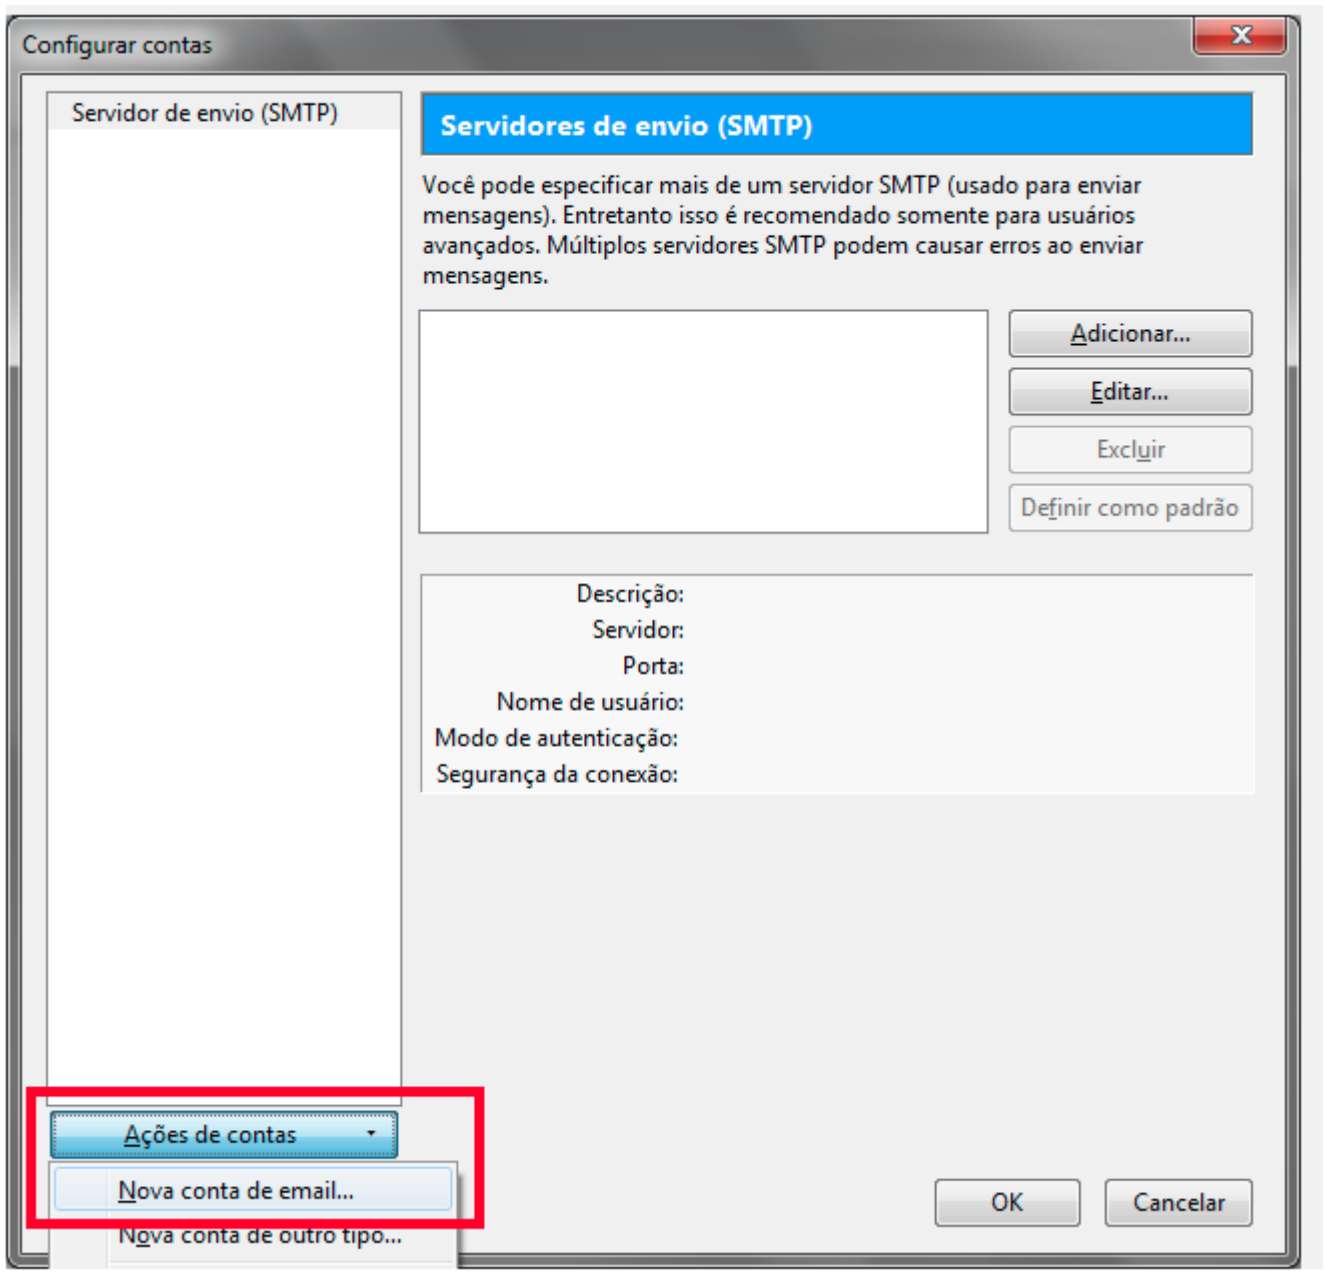 Configurar contas
Servidor de envio (SMTP)
Servidores de envio (SMTP)
Você pode especificar mais de um servidor SMTP (usado para enviar
mensagens). Entretanto isso é recomendado somente para usuários
avançados. Múltiplos servidores SMTP podem causar erros ao enviar
mensagens.
Adicionar...
Editar...
Excluir
Definir como padrão
Descrição:
Servidor:
Porta:
Nome de usuário:
Modo de autenticação:
Segurança da conexão:
Ações de contas
Nova conta de email...
Nova conta de outro tipo...
OK
Cancelar